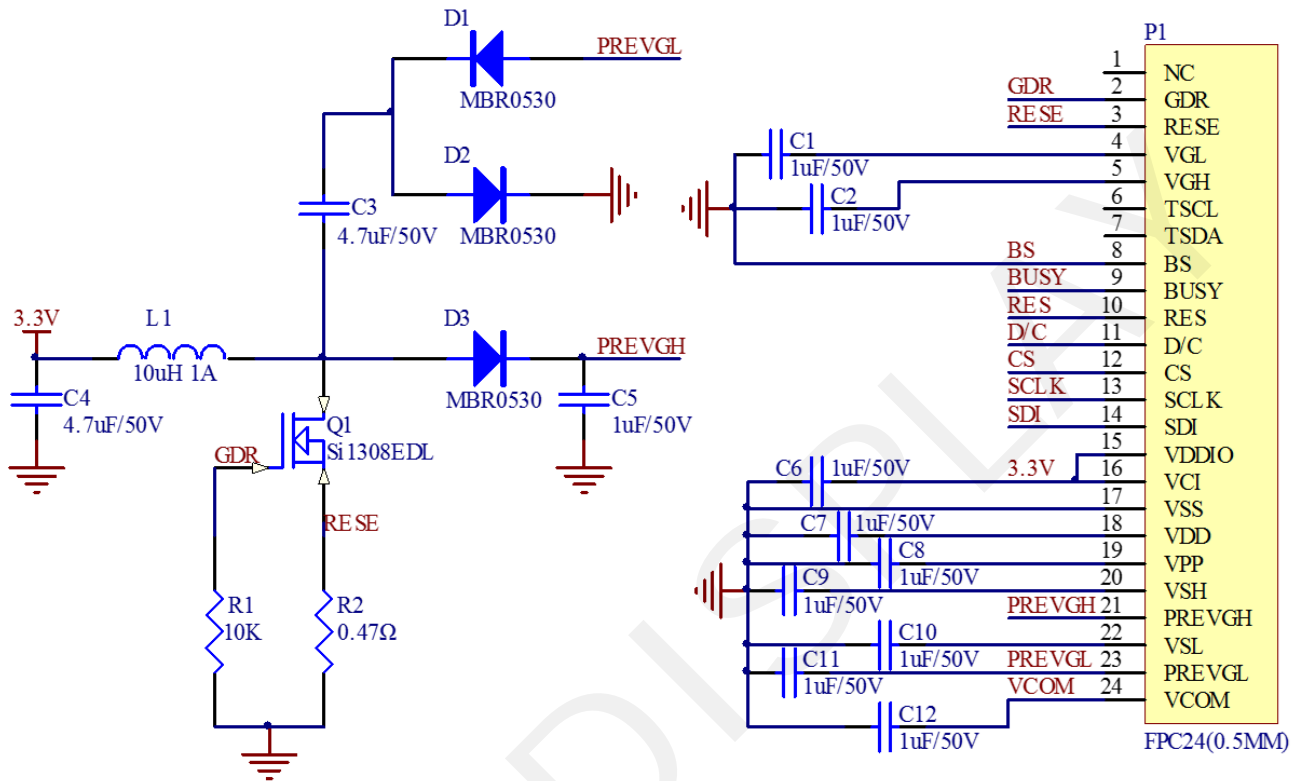 D1
PREVGL
MBR0530
D2
MBR0530
C3
4.7uF/50V
3.3V
L1
10uH 1A
D3
PREVGH
MBR0530
C4
4.7uF/50V
C5
1uF/50V
Q1
Si1308EDL
GDR
RESE
R1
10K
R2
0.47Ω
P1
1 NC
GDR 2 GDR
RESE 3 RESE
C1
1uF/50V
4 VGL
5 VGH
C2
1uF/50V
6 TSCL
7 TSDA
BS 8 BS
BUSY 9 BUSY
RES 10 RES
D/C 11 D/C
CS 12 CS
SCLK 13 SCLK
SDI 14 SDI
15 VDDIO
C6 1uF/50V 3.3V 16 VCI
17 VSS
C7 1uF/50V 18 VDD
C8
1uF/50V
19 VPP
C9
1uF/50V
20 VSH
PREVGH 21 PREVGH
C10
1uF/50V
22 VSL
C11
1uF/50V
PREVGL 23 PREVGL
VCOM 24 VCOM
C12
1uF/50V
FPC24(0.5MM)
DISPLAY